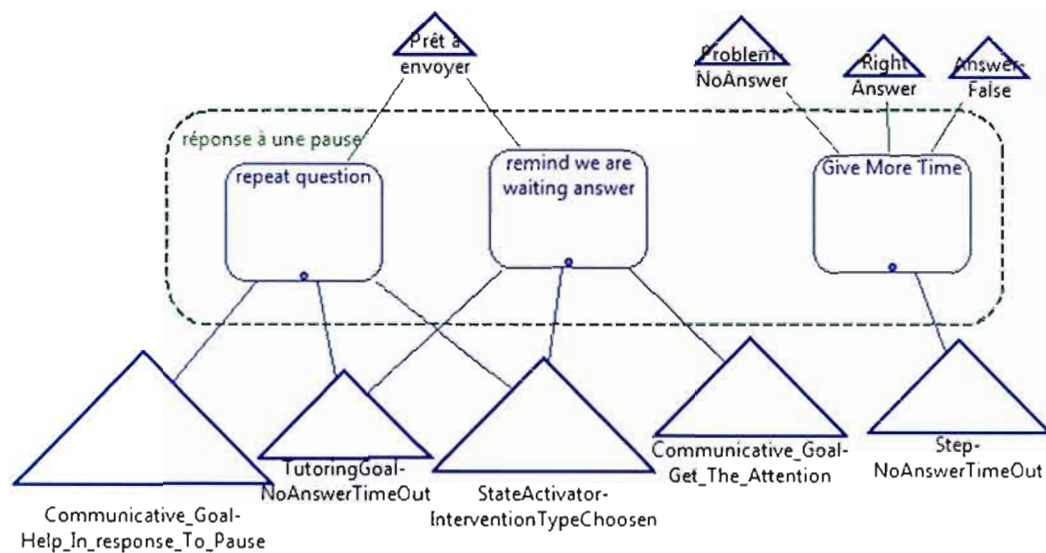 Prêt à
envoyer
Problem-
NoAnswer
Right
Answer
Answer-
False
réponse à une pause
repeat question
remind we are
waiting answer
Give More Time
Communicative_Goal-
Help_In_response_To_Pause
TutoringGoal-
NoAnswerTimeOut
StateActivator-
InterventionTypeChoosen
Communicative_Goal-
Get_The_Attention
Step-
NoAnswerTimeOut